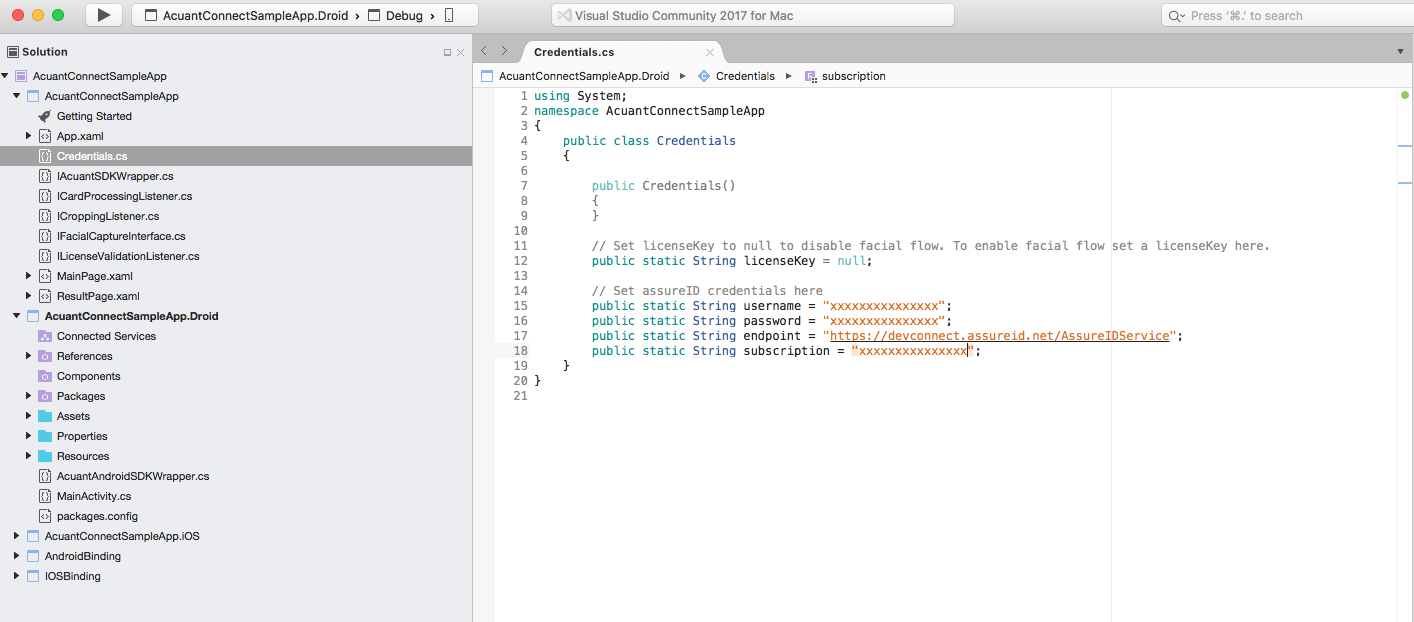 AcuantConnectSampleApp.Droid › Debug ›
Visual Studio Community 2017 for Mac
Press ‘⌘.’ to search
Solution
AcuantConnectSampleApp
AcuantConnectSampleApp
Getting Started
App.xaml
Credentials.cs
IAcuantSDKWrapper.cs
ICardProcessingListener.cs
ICroppingListener.cs
IFacialCaptureInterface.cs
ILicenseValidationListener.cs
MainPage.xaml
ResultPage.xaml
AcuantConnectSampleApp.Droid
Connected Services
References
Components
Packages
Assets
Properties
Resources
AcuantAndroidSDKWrapper.cs
MainActivity.cs
packages.config
AcuantConnectSampleApp.iOS
AndroidBinding
IOSBinding
Credentials.cs
AcuantConnectSampleApp.Droid ▸ Credentials ▸ subscription
1 using System;
2 namespace AcuantConnectSampleApp
3 {
4 public class Credentials
5 {
6
7 public Credentials()
8 {
9 }
10
11 // Set licenseKey to null to disable facial flow. To enable facial flow set a licenseKey here.
12 public static String licenseKey = null;
13
14 // Set assureID credentials here
15 public static String username = "xxxxxxxxxxxxxxx";
16 public static String password = "xxxxxxxxxxxxxxx";
17 public static String endpoint = "https://devconnect.assureid.net/AssureIDService";
18 public static String subscription = "xxxxxxxxxxxxxxx";
19 }
20 }
21